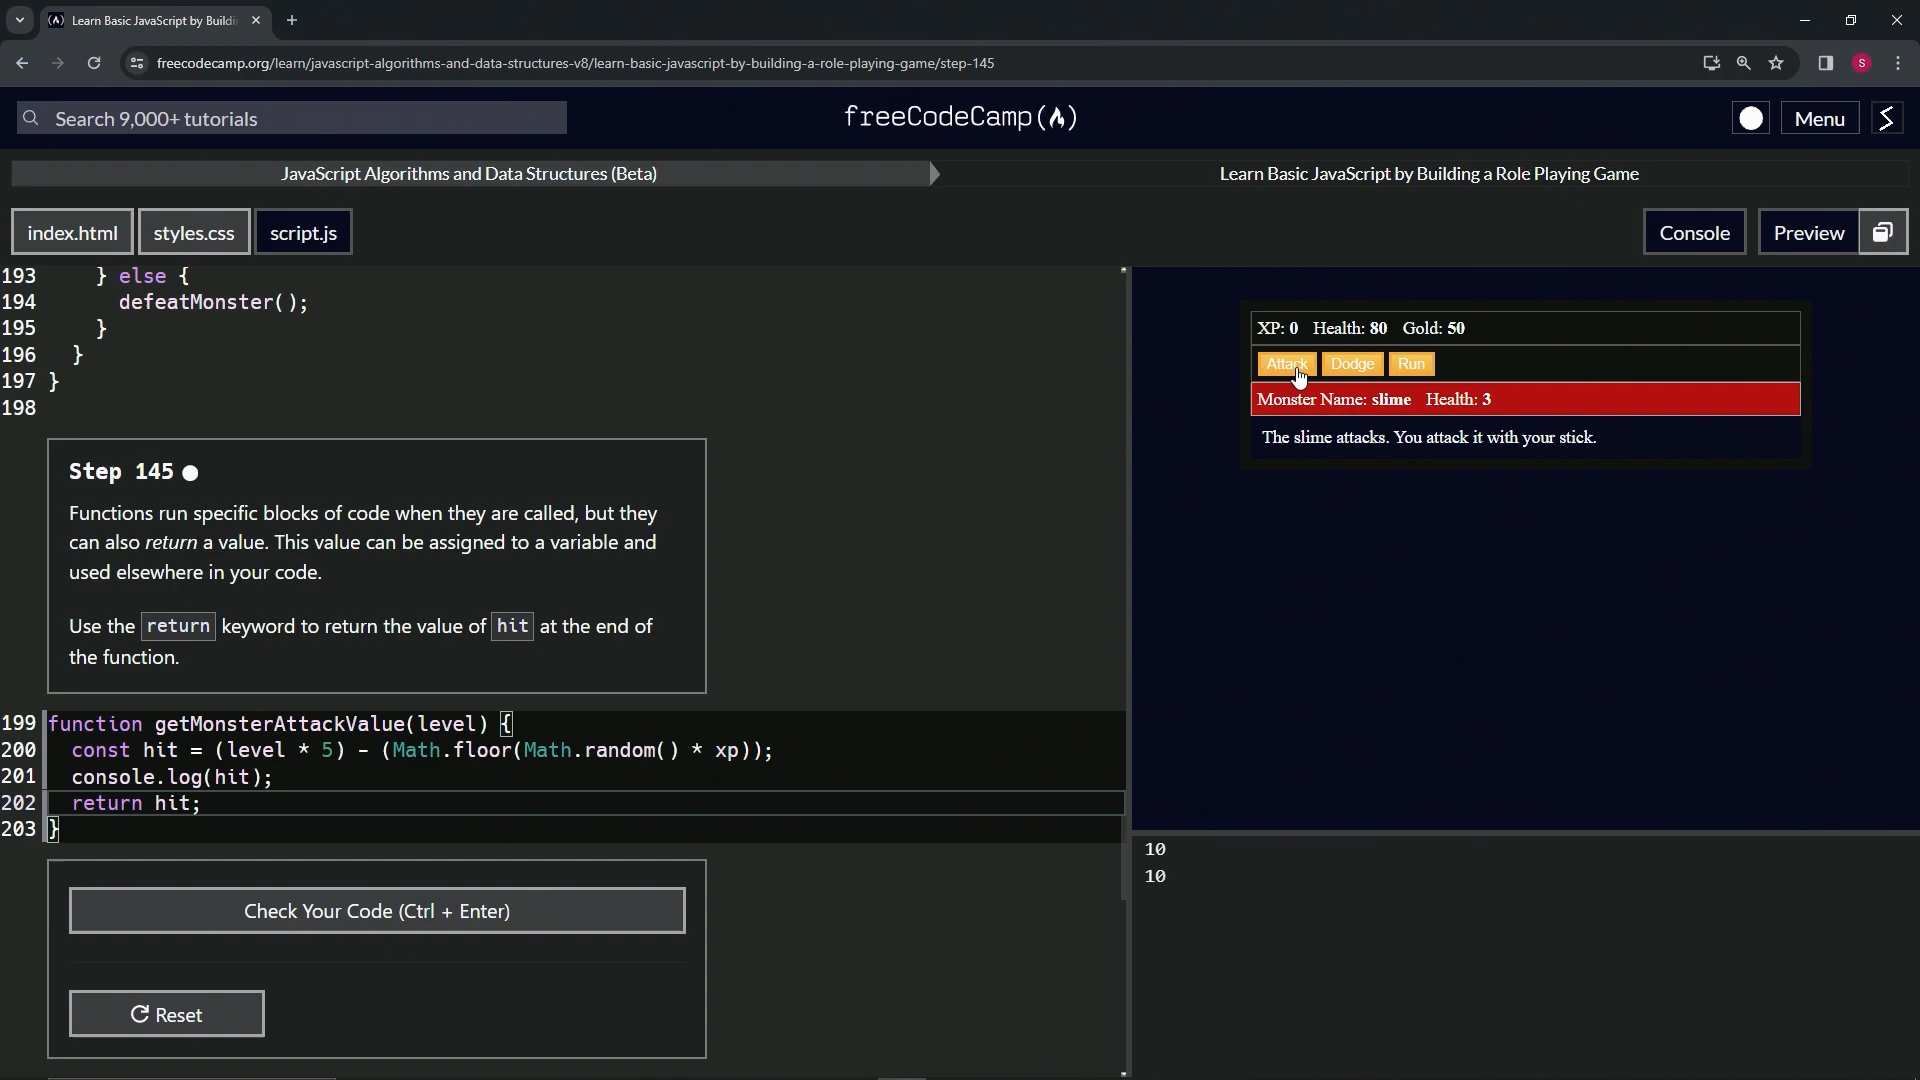 Learn Basic JavaScript by Buildi
freecodecamp.org/learn/javascript-algorithms-and-data-structures-v8/learn-basic-javascript-by-building-a-role-playing-game/step-145
S
Search 9,000+ tutorials
freeCodeCamp(🔥)
Menu
JavaScript Algorithms and Data Structures (Beta)
Learn Basic JavaScript by Building a Role Playing Game
index.html
styles.css
script.js
Console
Preview
193     } else {
194       defeatMonster();
195     }
196   }
197 }
198
Step 145
Functions run specific blocks of code when they are called, but they
can also return a value. This value can be assigned to a variable and
used elsewhere in your code.
Use the return keyword to return the value of hit at the end of
the function.
199 function getMonsterAttackValue(level) {
200   const hit = (level * 5) - (Math.floor(Math.random() * xp));
201   console.log(hit);
202   return hit;
203 }
Check Your Code (Ctrl + Enter)
Reset
XP: 0 Health: 80 Gold: 50
Attack Dodge Run
Monster Name: slime Health: 3
The slime attacks. You attack it with your stick.
10
10